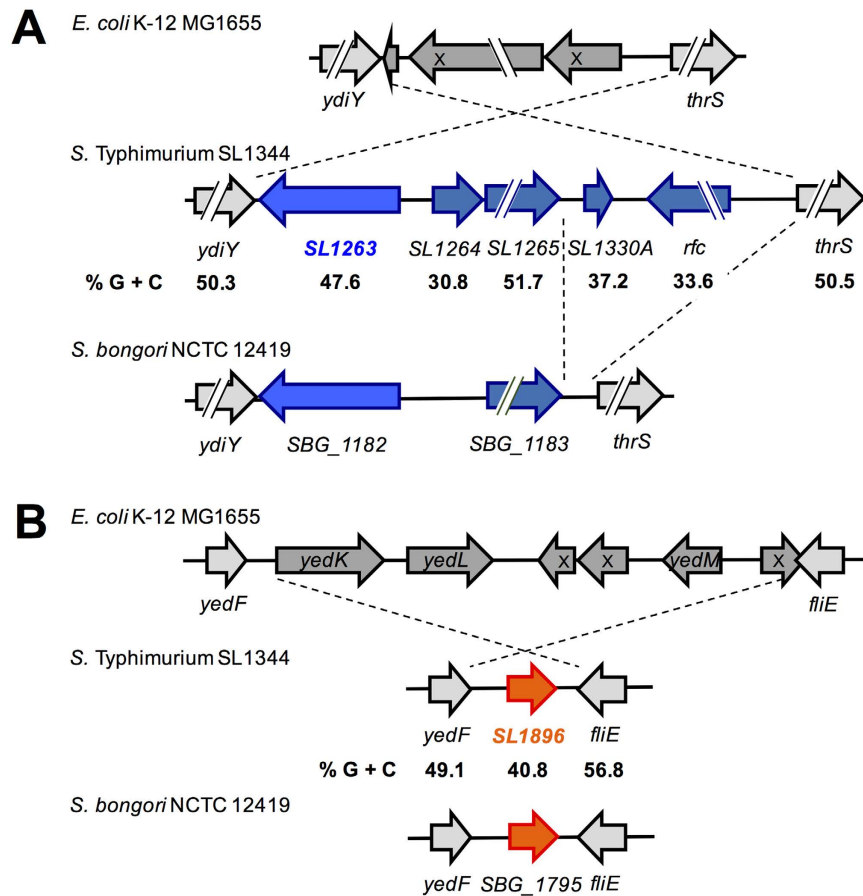 A
E. coli K-12 MG1655
X X
ydiY thrS
S. Typhimurium SL1344
ydiY SL1263 SL1264 SL1265 SL1330A rfc thrS
% G + C 50.3 47.6 30.8 51.7 37.2 33.6 50.5
S. bongori NCTC 12419
ydiY SBG_1182 SBG_1183 thrS
B
E. coli K-12 MG1655
yedK yedL X X yedM X
yedF fliE
S. Typhimurium SL1344
yedF SL1896 fliE
% G + C 49.1 40.8 56.8
S. bongori NCTC 12419
yedF SBG_1795 fliE